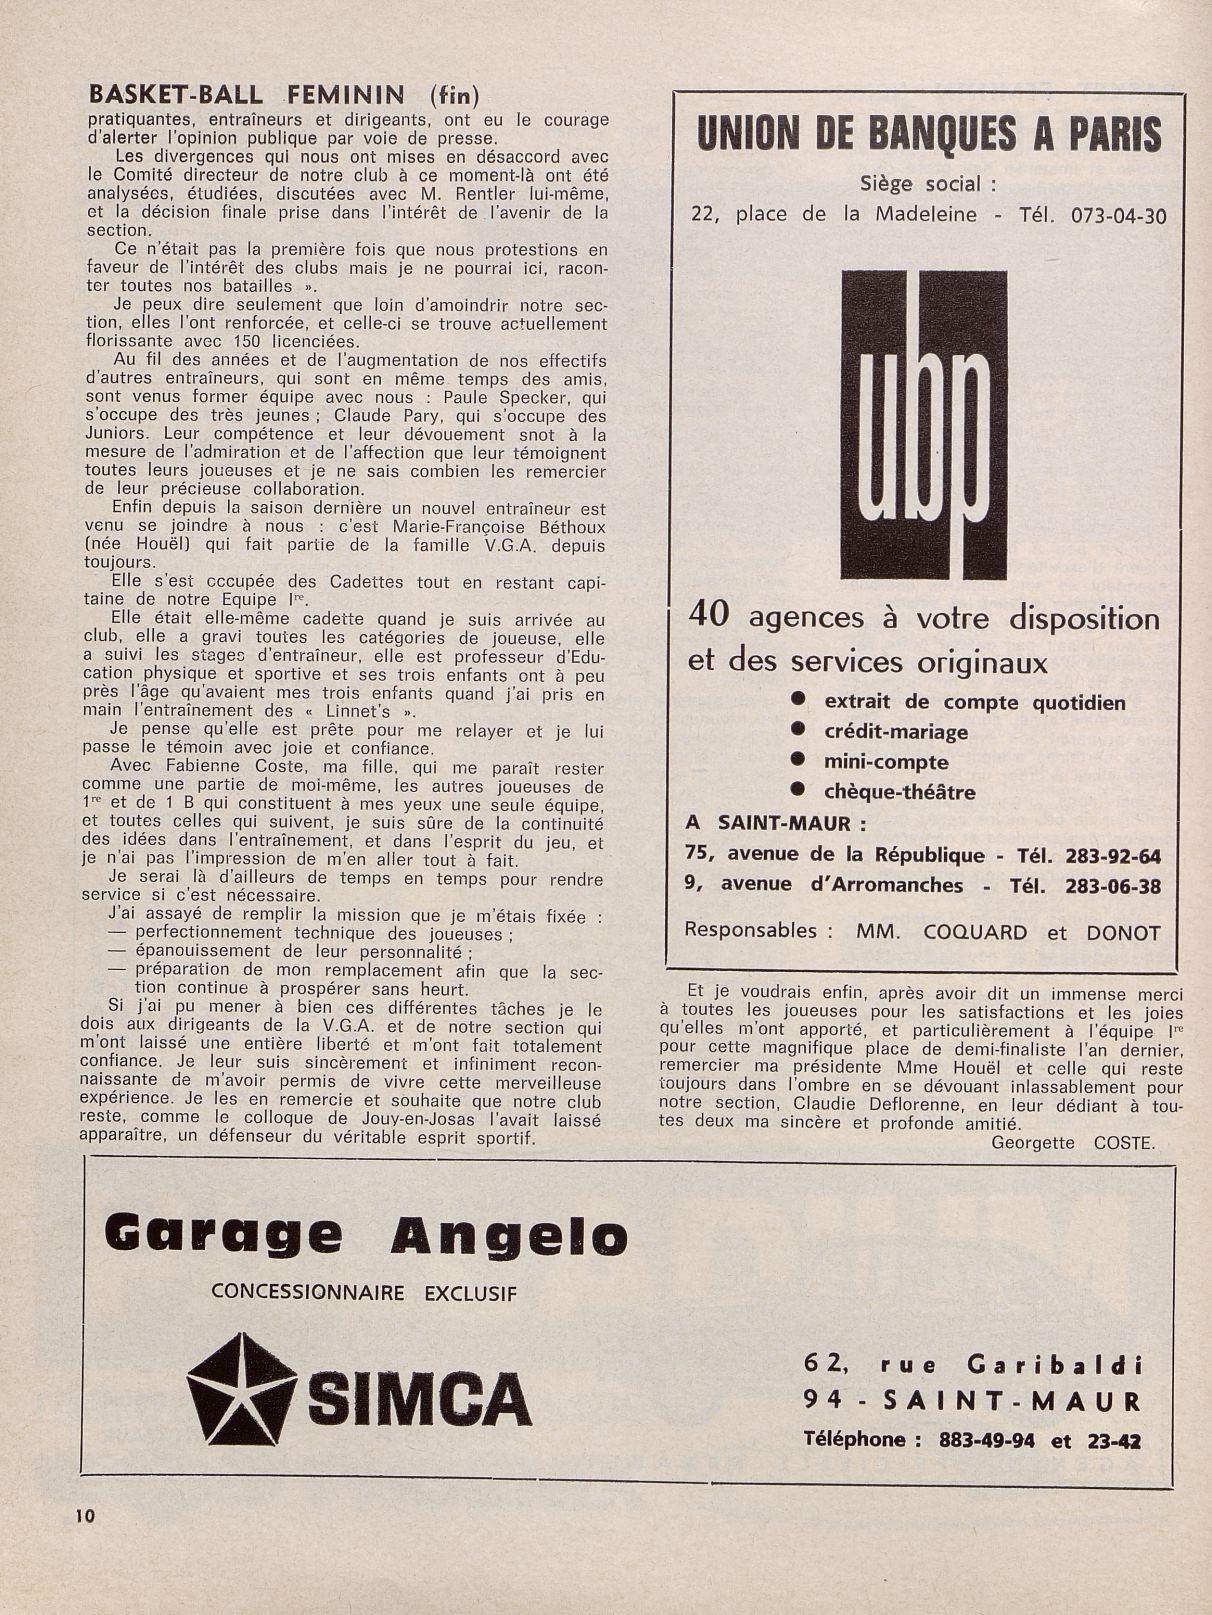 BASKET-BALL FEMININ (fin)
pratiquantes, entraîneurs et dirigeants, ont eu le courage
d'alerter l'opinion publique par voie de presse.
Les divergences qui nous ont mises en désaccord avec
le Comité directeur de notre club à ce moment-là ont été
analysées, étudiées, discutées avec M. Rentler lui-même,
et la décision finale prise dans l'intérêt de l'avenir de la
section.
Ce n'était pas la première fois que nous protestions en
faveur de l'intérêt des clubs mais je ne pourrai ici, racon-
ter toutes nos batailles ».
Je peux dire seulement que loin d'amoindrir notre sec-
tion, elles l'ont renforcée, et celle-ci se trouve actuellement
florissante avec 150 licenciées.
Au fil des années et de l'augmentation de nos effectifs
d'autres entraîneurs, qui sont en même temps des amis,
sont venus former équipe avec nous : Paule Specker, qui
s'occupe des très jeunes ; Claude Pary, qui s'occupe des
Juniors. Leur compétence et leur dévouement snot à la
mesure de l'admiration et de l'affection que leur témoignent
toutes leurs joueuses et je ne sais combien les remercier
de leur précieuse collaboration.
Enfin depuis la saison dernière un nouvel entraîneur est
venu se joindre à nous : c'est Marie-Françoise Béthoux
(née Houël) qui fait partie de la famille V.G.A. depuis
toujours.
Elle s'est cccupée des Cadettes tout en restant capi-
taine de notre Equipe Ire.
Elle était elle-même cadette quand je suis arrivée au
club, elle a gravi toutes les catégories de joueuse, elle
a suivi les stages d'entraîneur, elle est professeur d'Edu-
cation physique et sportive et ses trois enfants ont à peu
près l'âge qu'avaient mes trois enfants quand j'ai pris en
main l'entraînement des « Linnet's ».
Je pense qu'elle est prête pour me relayer et je lui
passe le témoin avec joie et confiance.
Avec Fabienne Coste, ma fille, qui me paraît rester
comme une partie de moi-même, les autres joueuses de
1re et de 1 B qui constituent à mes yeux une seule équipe,
et toutes celles qui suivent, je suis sûre de la continuité
des idées dans l'entraînement, et dans l'esprit du jeu, et
je n'ai pas l'impression de m'en aller tout à fait.
Je serai là d'ailleurs de temps en temps pour rendre
service si c'est nécessaire.
J'ai assayé de remplir la mission que je m'étais fixée :
— perfectionnement technique des joueuses ;
— épanouissement de leur personnalité ;
— préparation de mon remplacement afin que la sec-
tion continue à prospérer sans heurt.
Si j'ai pu mener à bien ces différentes tâches je le
dois aux dirigeants de la V.G.A. et de notre section qui
m'ont laissé une entière liberté et m'ont fait totalement
confiance. Je leur suis sincèrement et infiniment recon-
naissante de m'avoir permis de vivre cette merveilleuse
expérience. Je les en remercie et souhaite que notre club
reste, comme le colloque de Jouy-en-Josas l'avait laissé
apparaître, un défenseur du véritable esprit sportif.
UNION DE BANQUES A PARIS
Siège social :
22, place de la Madeleine - Tél. 073-04-30
ubp
40 agences à votre disposition
et des services originaux
● extrait de compte quotidien
● crédit-mariage
● mini-compte
● chèque-théâtre
A SAINT-MAUR :
75, avenue de la République - Tél. 283-92-64
9, avenue d'Arromanches - Tél. 283-06-38
Responsables : MM. COQUARD et DONOT
Et je voudrais enfin, après avoir dit un immense merci
à toutes les joueuses pour les satisfactions et les joies
qu'elles m'ont apporté, et particulièrement à l'équipe Ire
pour cette magnifique place de demi-finaliste l'an dernier,
remercier ma présidente Mme Houël et celle qui reste
toujours dans l'ombre en se dévouant inlassablement pour
notre section, Claudie Deflorenne, en leur dédiant à tou-
tes deux ma sincère et profonde amitié.
Georgette COSTE.
Garage Angelo
CONCESSIONNAIRE EXCLUSIF
SIMCA
62, rue Garibaldi
94 - SAINT-MAUR
Téléphone : 883-49-94 et 23-42
10